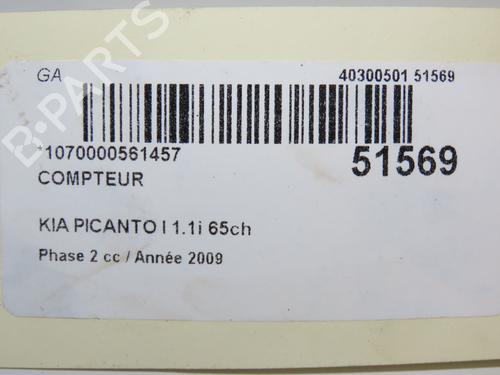 GA
40300501 51569
*1070000561457
51569
COMPTEUR
KIA PICANTO I 1.1i 65ch
Phase 2 cc / Année 2009
B-PARTS